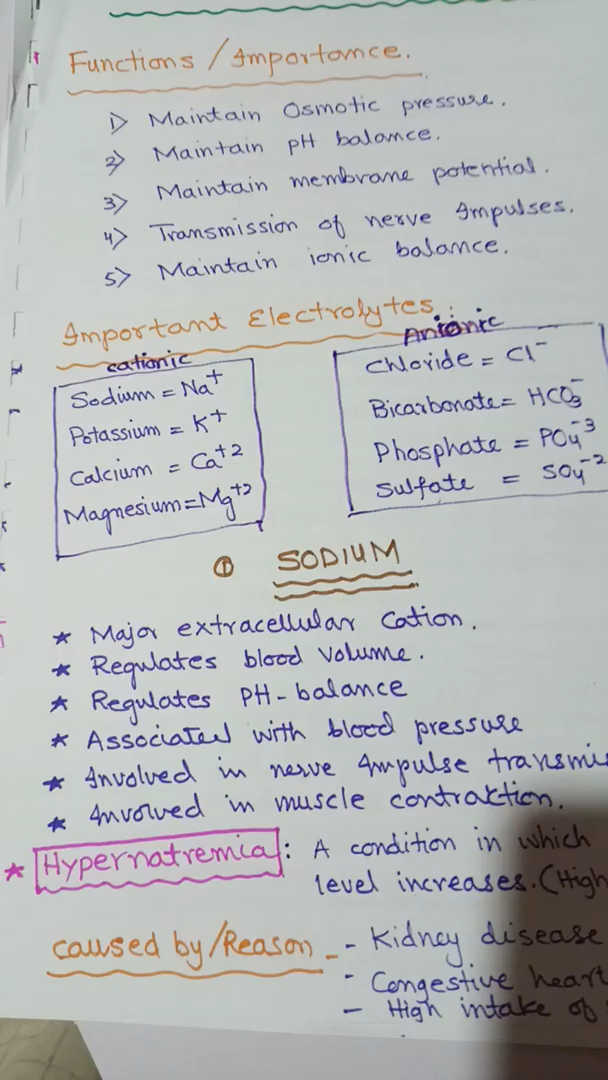 Functions / Importance.
1) Maintain Osmotic pressure.
2) Maintain pH balance.
3) Maintain membrane potential.
4) Transmission of nerve Impulses.
5) Maintain ionic balance.
Important Electrolytes :
cationic
Sodium = Na⁺
Potassium = K⁺
Calcium = Ca⁺²
Magnesium = Mg⁺²
Anionic
Chloride = Cl⁻
Bicarbonate = HCO₃⁻
Phosphate = PO₄⁻³
Sulfate = SO₄⁻²
① SODIUM
* Major extracellular Cation.
* Regulates blood volume.
* Regulates PH-balance
* Associated with blood pressure
* Involved in nerve Impulse transmis
* Involved in muscle contraktion.
* Hypernatremia : A condition in which
level increases. (High
caused by/Reason - - Kidney disease
- Congestive heart
- High intake of